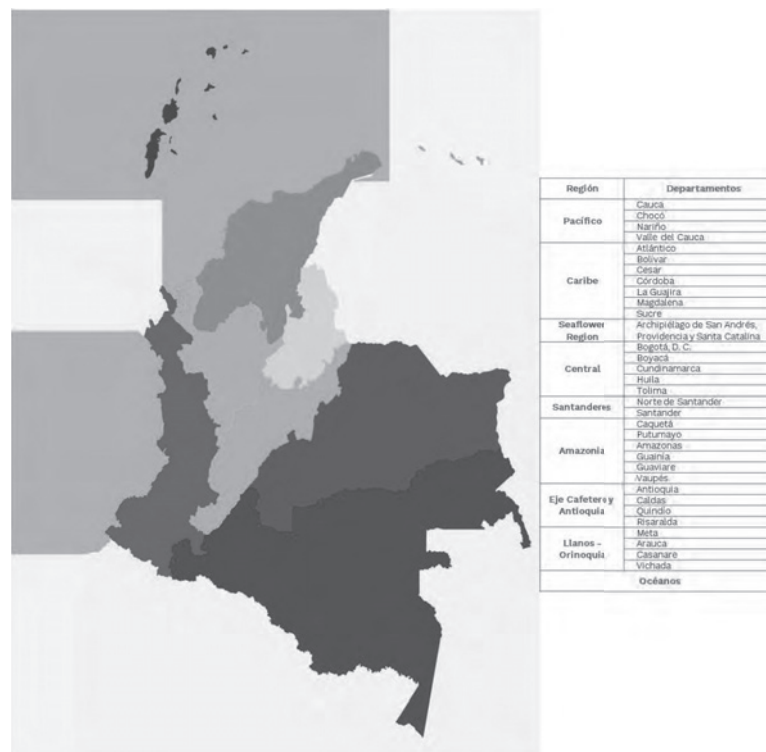 Región
Departamentos
Pacífico
Cauca
Chocó
Nariño
Valle del Cauca
Caribe
Atlántico
Bolívar
Cesar
Córdoba
La Guajira
Magdalena
Sucre
Seaflower
Region
Archipiélago de San Andrés,
Providencia y Santa Catalina
Central
Bogotá, D. C.
Boyacá
Cundinamarca
Huila
Tolima
Santanderes
Norte de Santander
Santander
Amazonia
Caquetá
Putumayo
Amazonas
Guainía
Guaviare
Vaupés
Eje Cafetero y
Antioquia
Antioquia
Caldas
Quindío
Risaralda
Llanos -
Orinoquia
Meta
Arauca
Casanare
Vichada
Océanos